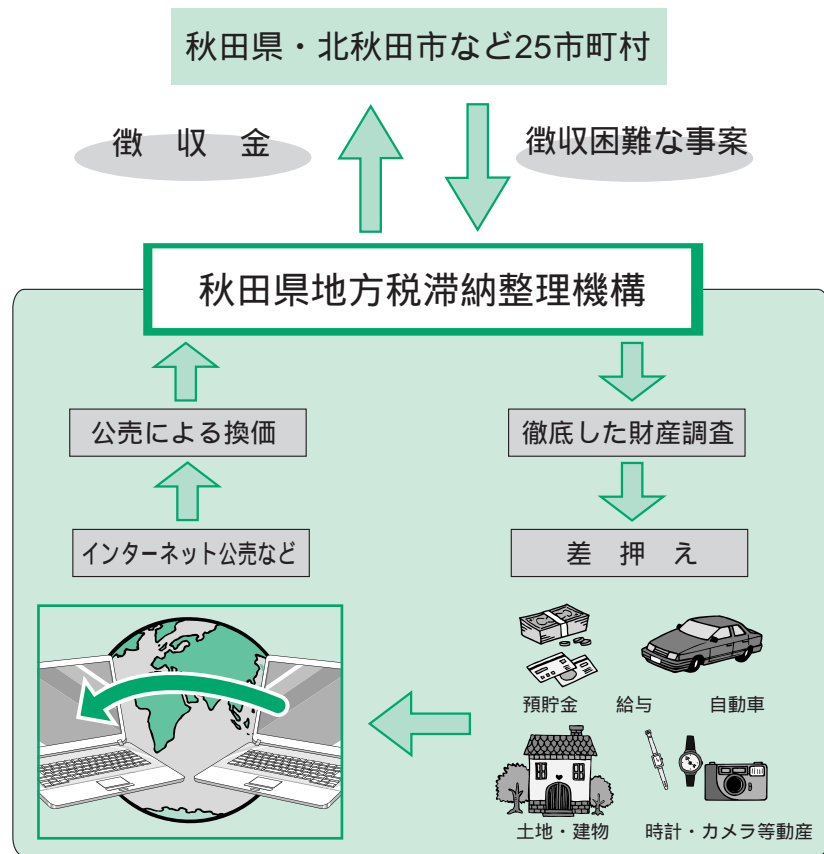 秋田県・北秋田市など25市町村
徴収金
徴収困難な事案
秋田県地方税滞納整理機構
公売による換価
徹底した財産調査
インターネット公売など
差押え
預貯金
給与
自動車
土地・建物
時計・カメラ等動産